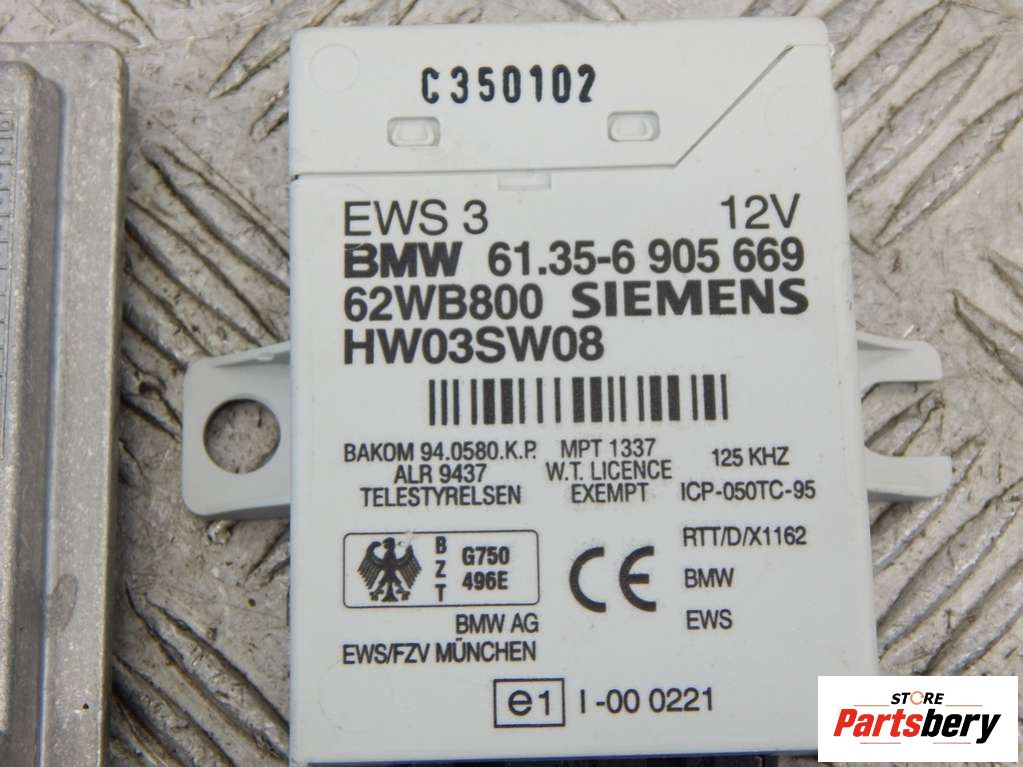 C350102
EWS 3 12V
BMW 61.35-6 905 669
62WB800 SIEMENS
HW03SW08
BAKOM 94.0580.K.P. MPT 1337 125 KHZ
ALR 9437 W.T. LICENCE
TELESTYRELSEN EXEMPT ICP-050TC-95
RTT/D/X1162
B
Z
T
G750
496E
CE
BMW
BMW AG EWS
EWS/FZV MÜNCHEN
e1 I-00 0221
STORE
Partsbery